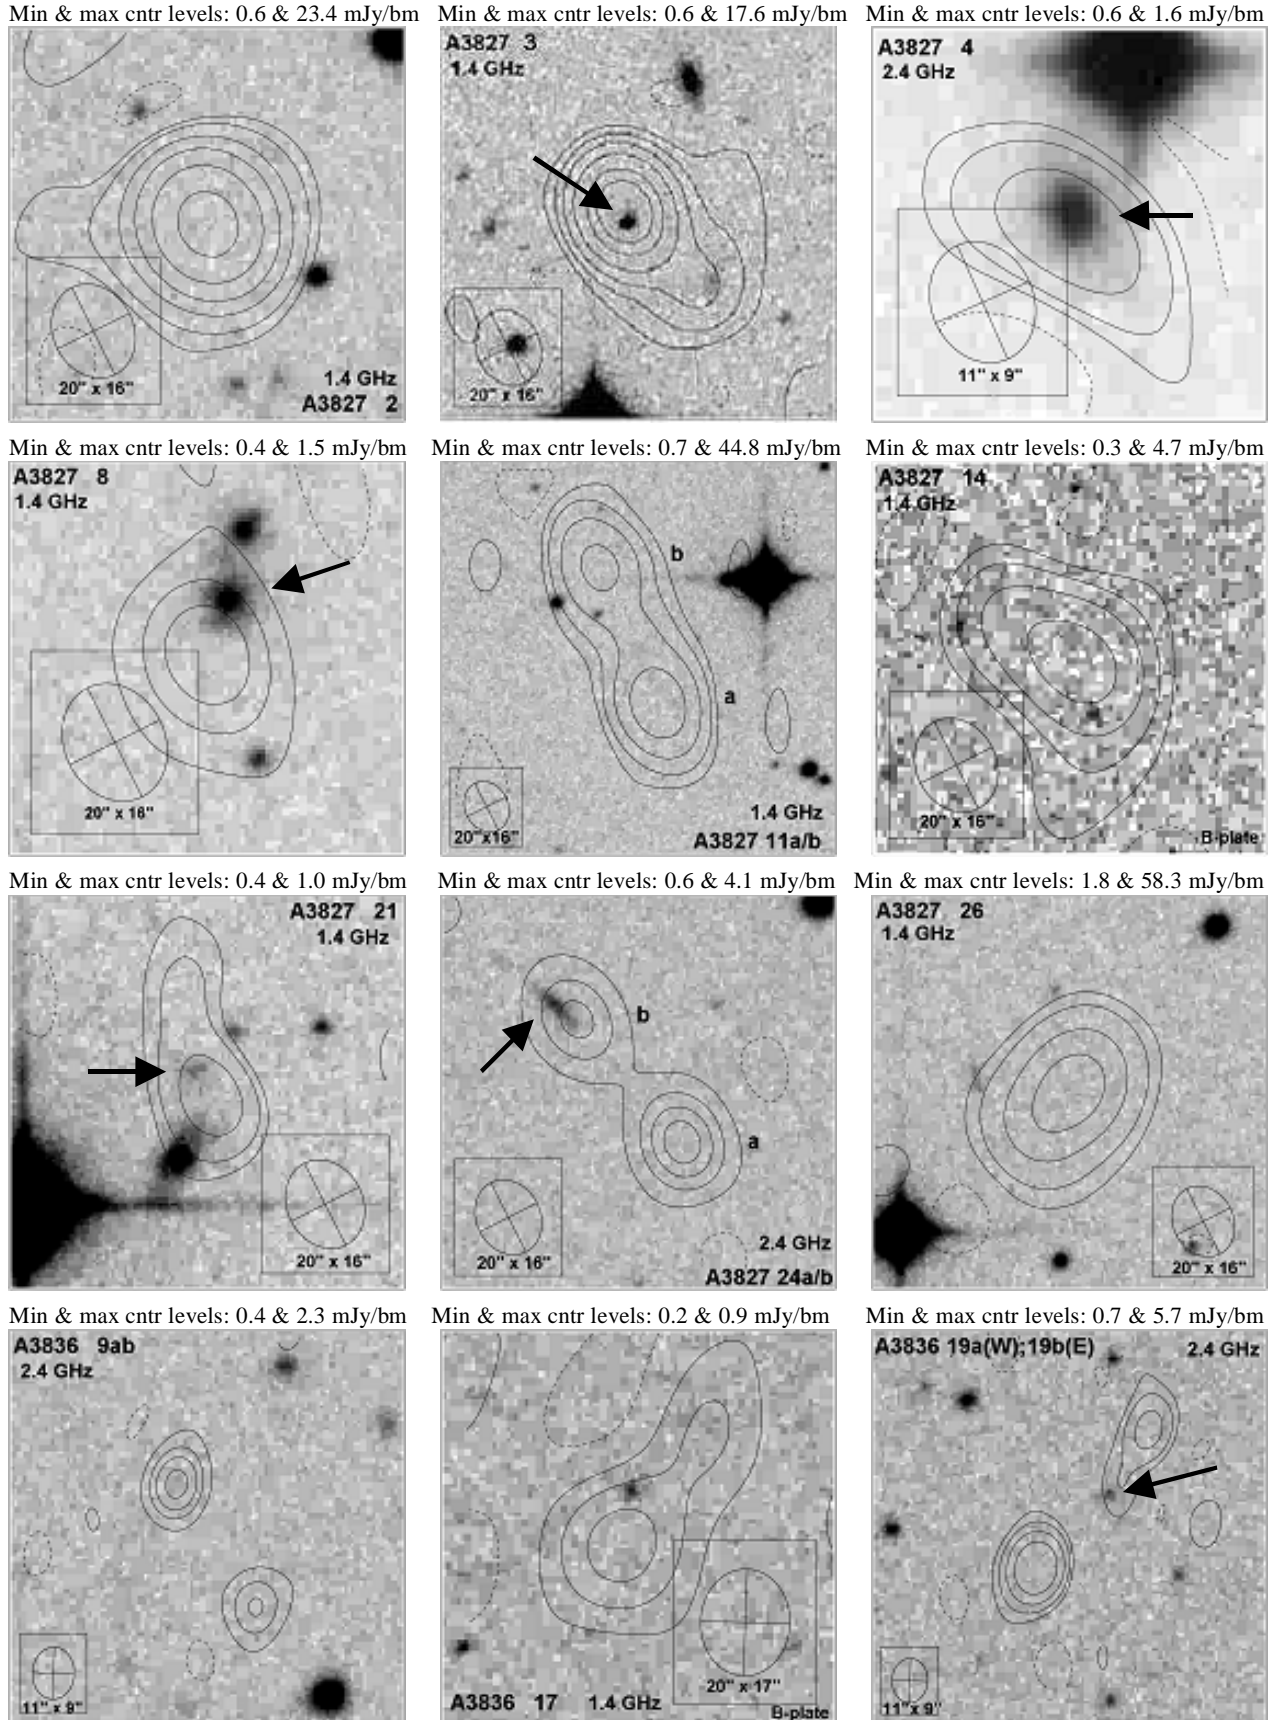 Min & max cntr levels: 0.6 & 23.4 mJy/bm
20" x 16"
1.4 GHz
A3827 2
Min & max cntr levels: 0.6 & 17.6 mJy/bm
A3827 3
1.4 GHz
20" x 16"
Min & max cntr levels: 0.6 & 1.6 mJy/bm
A3827 4
2.4 GHz
11" x 9"
Min & max cntr levels: 0.4 & 1.5 mJy/bm
A3827 8
1.4 GHz
20" x 16"
Min & max cntr levels: 0.7 & 44.8 mJy/bm
b
a
20"x16"
1.4 GHz
A3827 11a/b
Min & max cntr levels: 0.3 & 4.7 mJy/bm
A3827 14
1.4 GHz
20" x 16"
B-plate
Min & max cntr levels: 0.4 & 1.0 mJy/bm
A3827 21
1.4 GHz
20" x 16"
Min & max cntr levels: 0.6 & 4.1 mJy/bm
b
a
20" x 16"
2.4 GHz
A3827 24a/b
Min & max cntr levels: 1.8 & 58.3 mJy/bm
A3827 26
1.4 GHz
20" x 16"
Min & max cntr levels: 0.4 & 2.3 mJy/bm
A3836 9ab
2.4 GHz
11" x 9"
Min & max cntr levels: 0.2 & 0.9 mJy/bm
20" x 17"
A3836 17 1.4 GHz
B-plate
Min & max cntr levels: 0.7 & 5.7 mJy/bm
A3836 19a(W);19b(E) 2.4 GHz
11"x 9"